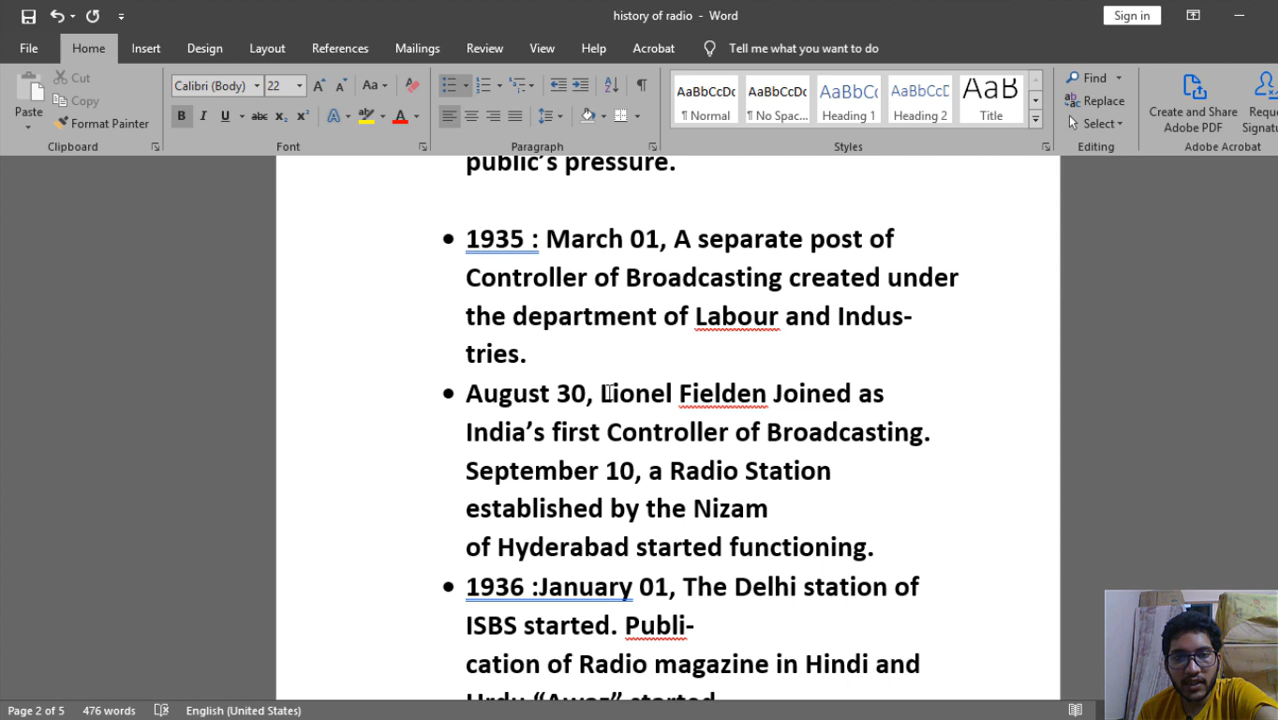 history of radio - Word
Sign in
File Home Insert Design Layout References Mailings Review View Help Acrobat Tell me what you want to do
Cut
Copy
Paste
Format Painter
Clipboard
Calibri (Body) 22
Font
Paragraph
AaBbCcDc AaBbCcDc AaBbCc AaBbCcD AaB
¶ Normal ¶ No Spac... Heading 1 Heading 2 Title
Styles
Find
Replace
Select
Editing
Create and Share
Adobe PDF
Reque
Signatu
Adobe Acrobat
public’s pressure.
• 1935 : March 01, A separate post of
Controller of Broadcasting created under
the department of Labour and Indus-
tries.
• August 30, Lionel Fielden Joined as
India’s first Controller of Broadcasting.
September 10, a Radio Station
established by the Nizam
of Hyderabad started functioning.
• 1936 :January 01, The Delhi station of
ISBS started. Publi-
cation of Radio magazine in Hindi and
Urdu “Awaz” started
Page 2 of 5 476 words English (United States)